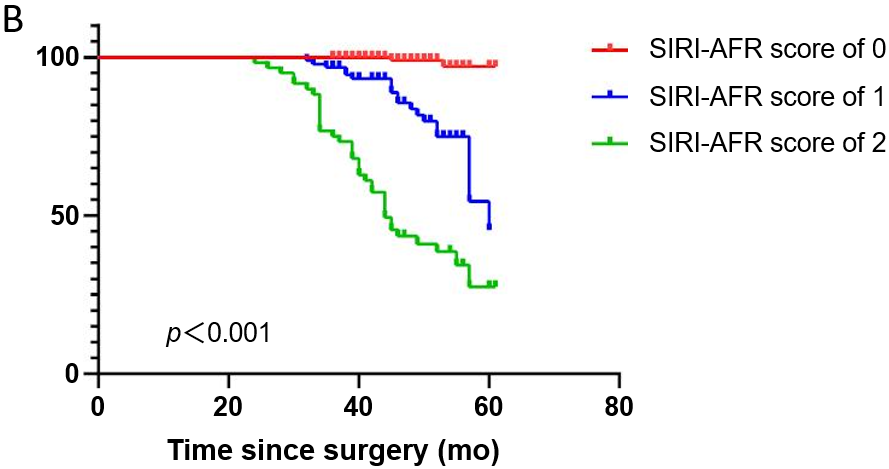 B
SIRI-AFR score of 0
SIRI-AFR score of 1
SIRI-AFR score of 2
100
50
0
p<0.001
0 20 40 60 80
Time since surgery (mo)